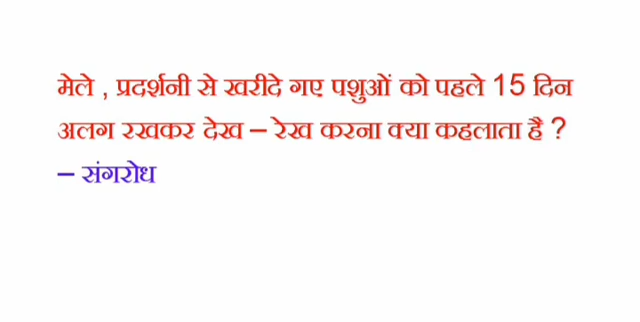 मेले , प्रदर्शनी से खरीदे गए पशुओं को पहले 15 दिन
अलग रखकर देख – रेख करना क्या कहलाता है ?
– संगरोध